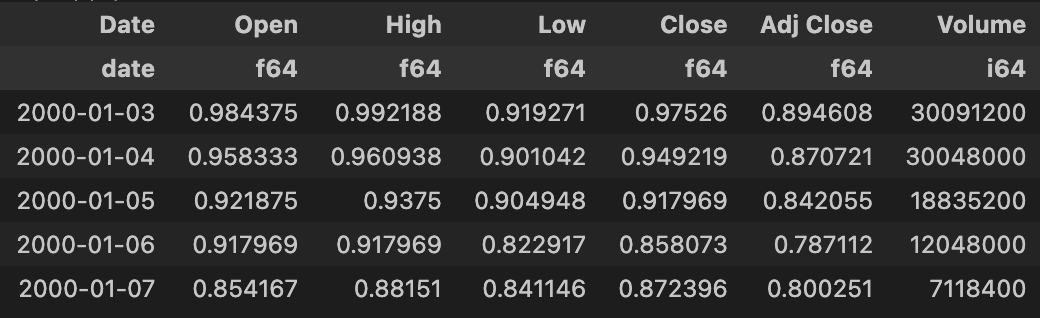 Date Open High Low Close Adj Close Volume
date f64 f64 f64 f64 f64 i64
2000-01-03 0.984375 0.992188 0.919271 0.97526 0.894608 30091200
2000-01-04 0.958333 0.960938 0.901042 0.949219 0.870721 30048000
2000-01-05 0.921875 0.9375 0.904948 0.917969 0.842055 18835200
2000-01-06 0.917969 0.917969 0.822917 0.858073 0.787112 12048000
2000-01-07 0.854167 0.88151 0.841146 0.872396 0.800251 7118400